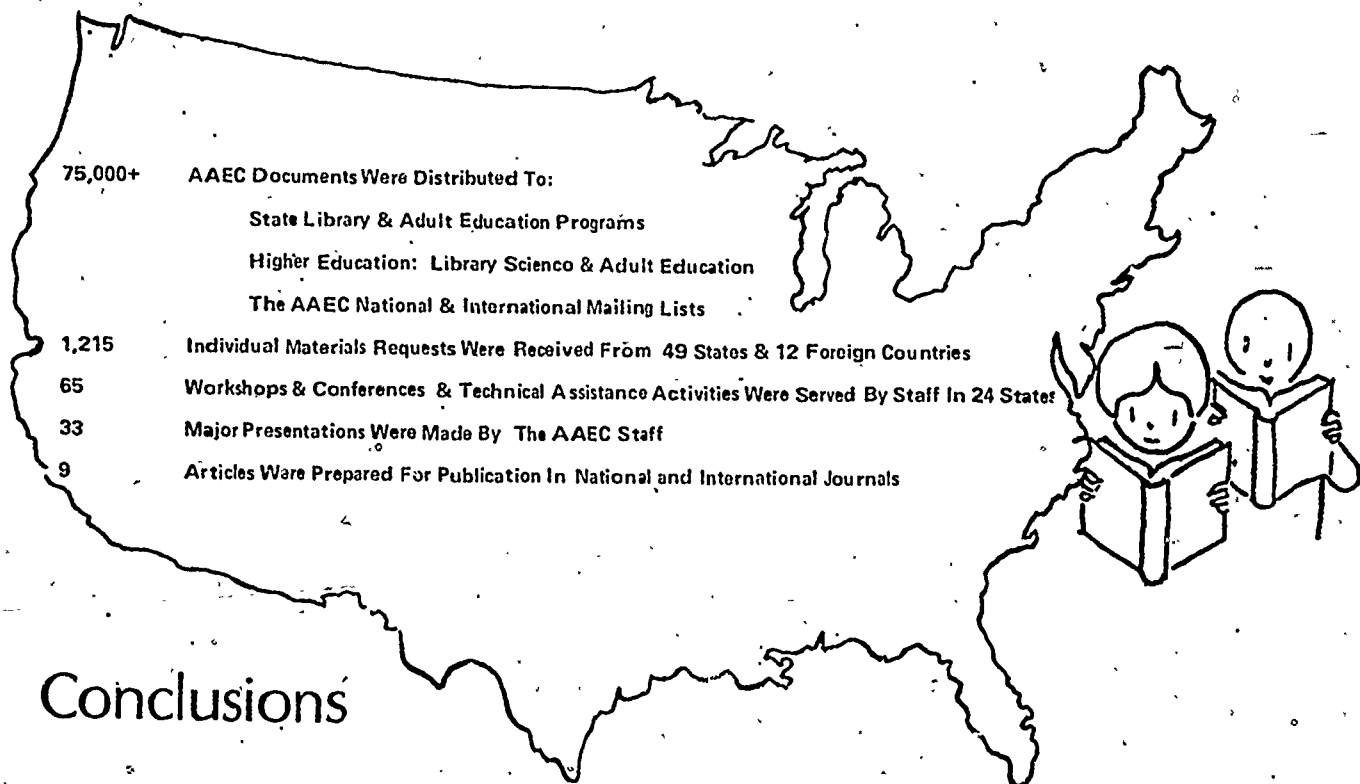 75,000+ AAEC Documents Were Distributed To:
State Library & Adult Education Programs
Higher Education: Library Science & Adult Education
The AAEC National & International Mailing Lists
1,215 Individual Materials Requests Were Received From 49 States & 12 Foreign Countries
65 Workshops & Conferences & Technical Assistance Activities Were Served By Staff In 24 States
33 Major Presentations Were Made By The AAEC Staff
9 Articles Ware Prepared For Publication In National and International Journals
Conclusions